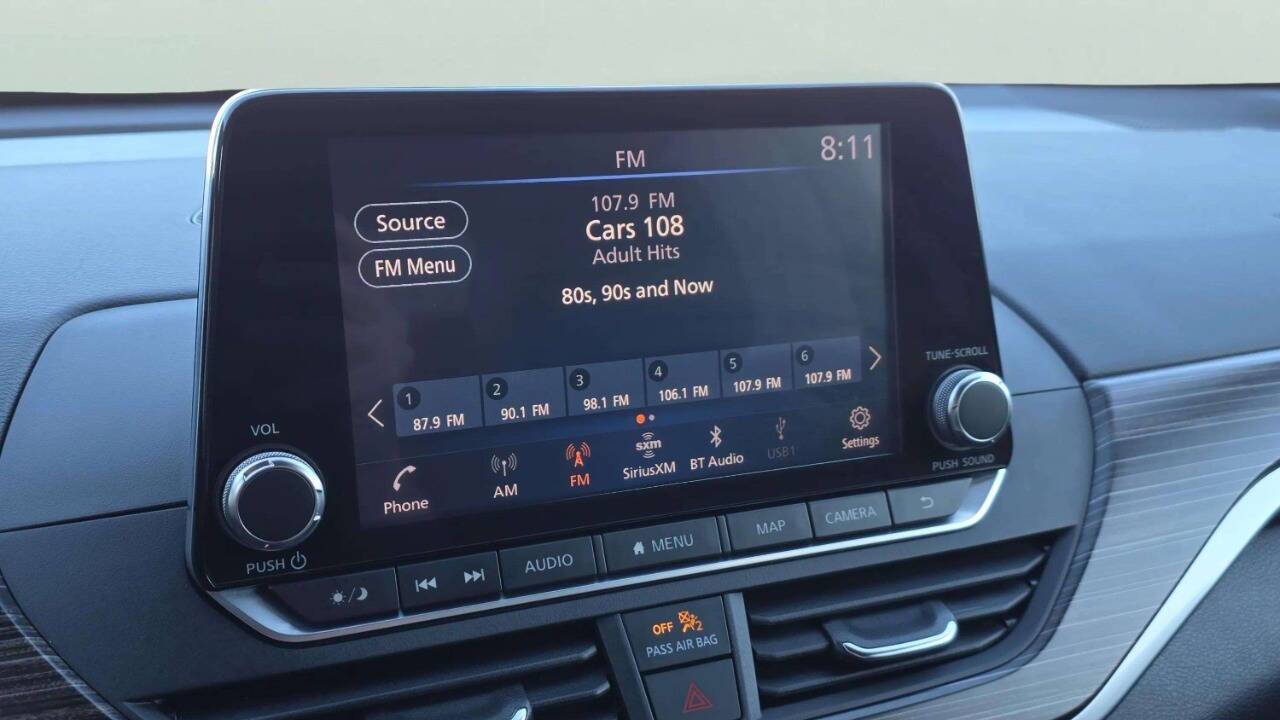 FM
8:11
107.9 FM
Cars 108
Adult Hits
80s, 90s and Now
Source
FM Menu
1
87.9 FM
2
90.1 FM
3
98.1 FM
4
106.1 FM
5
107.9 FM
6
107.9 FM
Phone
AM
FM
sxm
SiriusXM
BT Audio
USB1
Settings
VOL
PUSH
TUNE·SCROLL
PUSH SOUND
AUDIO
MENU
MAP
CAMERA
OFF 2
PASS AIR BAG